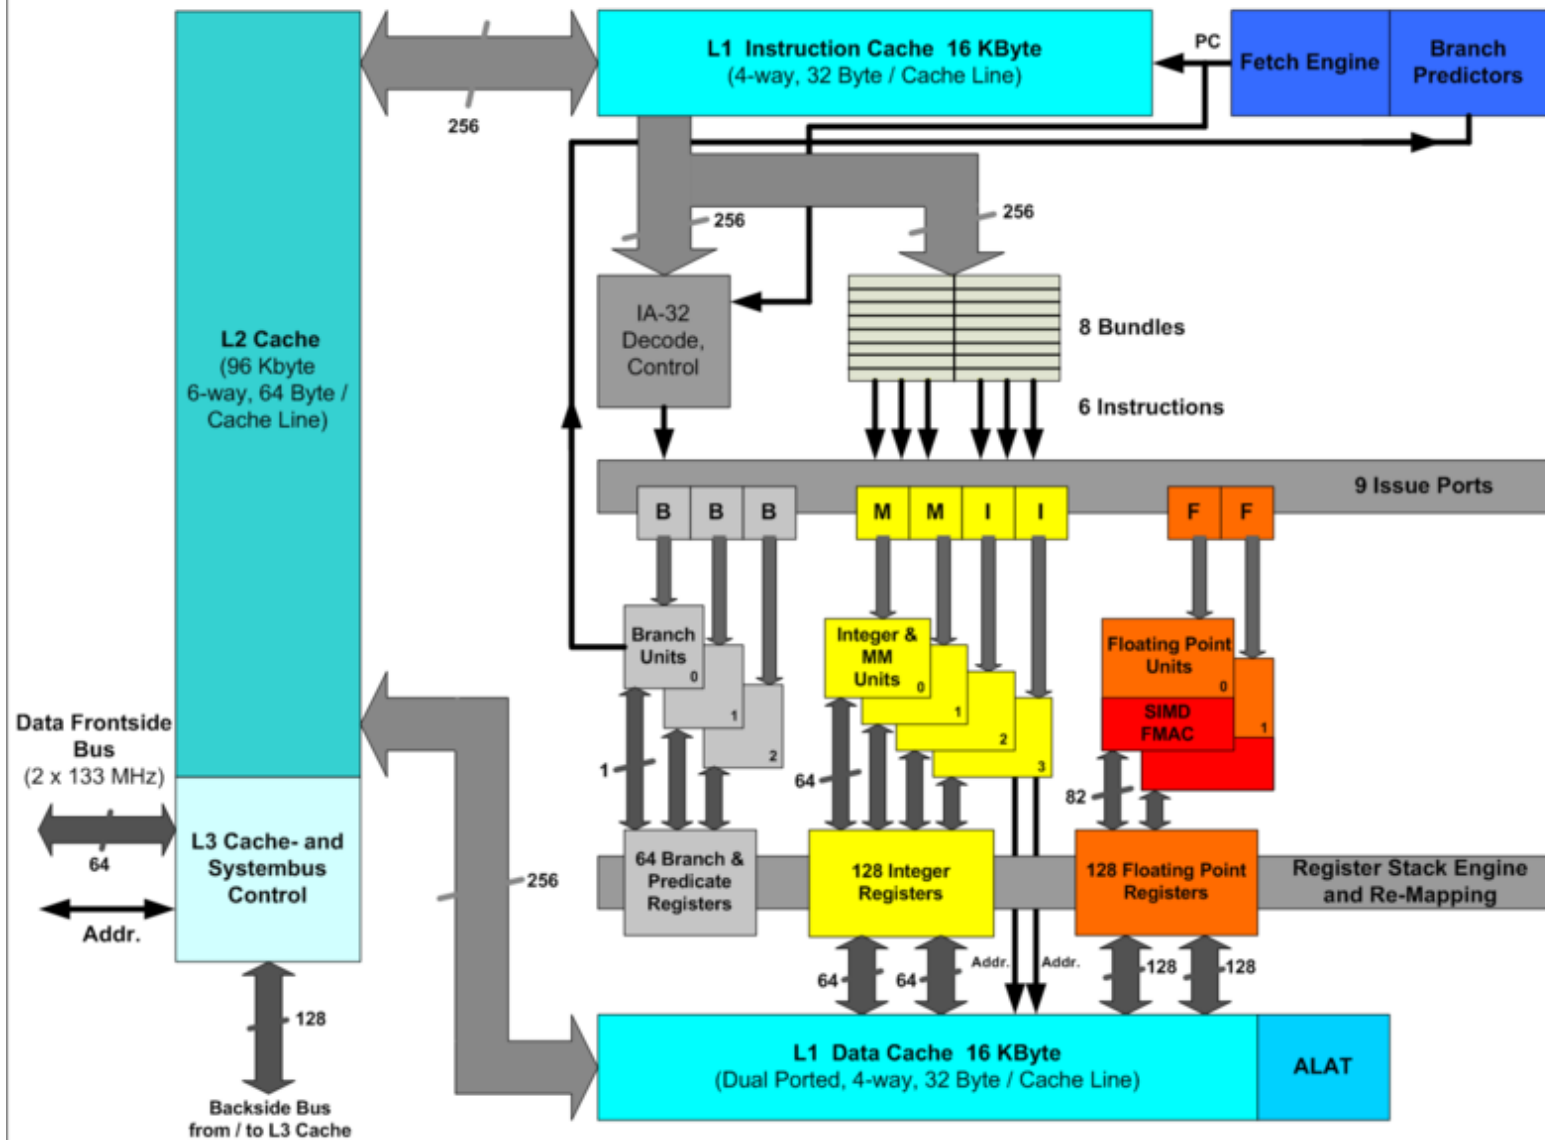 L1 Instruction Cache 16 KByte
(4-way, 32 Byte / Cache Line)
PC
Fetch Engine
Branch
Predictors
256
256
256
L2 Cache
(96 Kbyte
6-way, 64 Byte /
Cache Line)
IA-32
Decode,
Control
8 Bundles
6 Instructions
9 Issue Ports
B B B
M M I I
F F
Branch
Units
0
1
2
Integer &
MM
Units
0
1
2
3
Floating Point
Units
0
SIMD
FMAC
1
1
64
82
Data Frontside
Bus
(2 x 133 MHz)
64
Addr.
L3 Cache- and
Systembus
Control
256
64 Branch &
Predicate
Registers
128 Integer
Registers
128 Floating Point
Registers
Register Stack Engine
and Re-Mapping
64
64
Addr.
Addr.
128
128
128
L1 Data Cache 16 KByte
(Dual Ported, 4-way, 32 Byte / Cache Line)
ALAT
Backside Bus
from / to L3 Cache